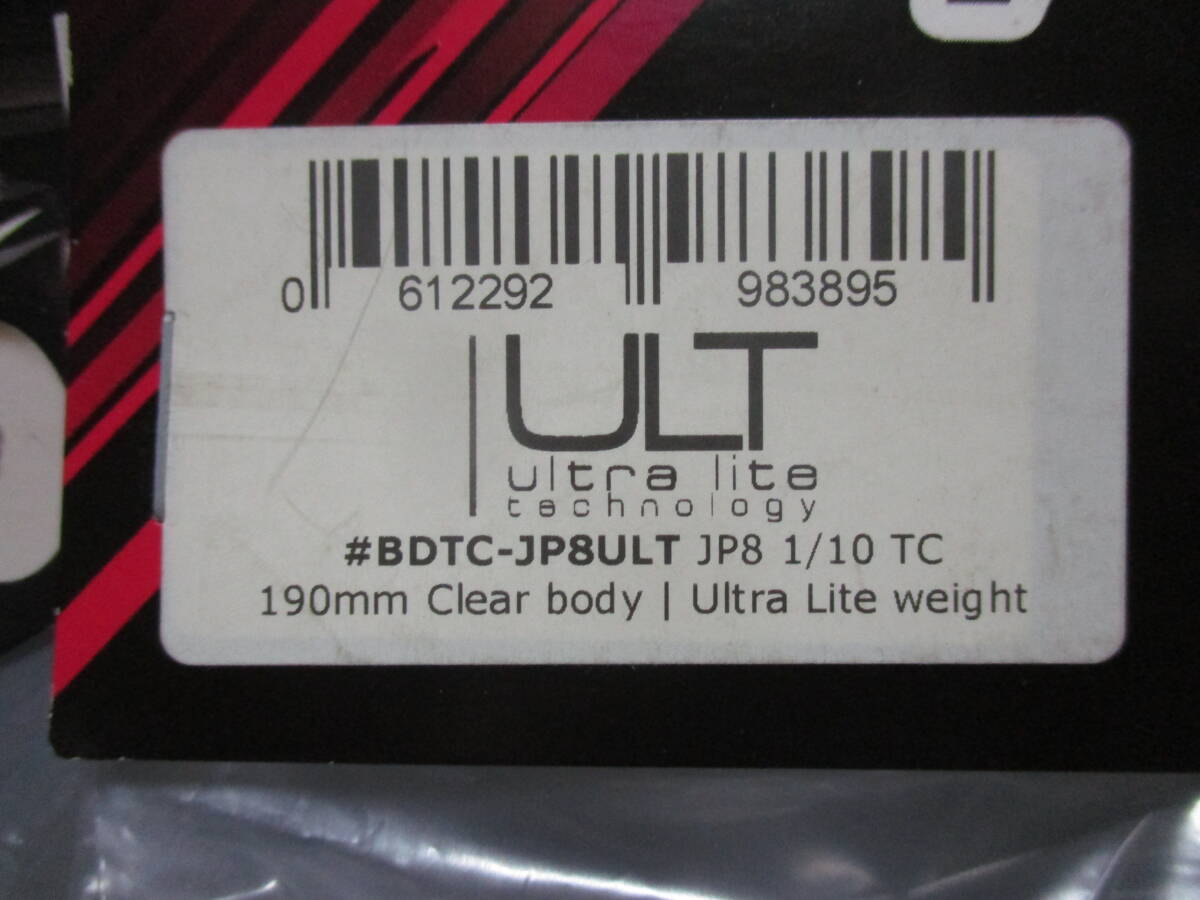 0 612292 983895
ULT
ultra lite
technology
#BDTC-JP8ULT JP8 1/10 TC
190mm Clear body | Ultra Lite weight